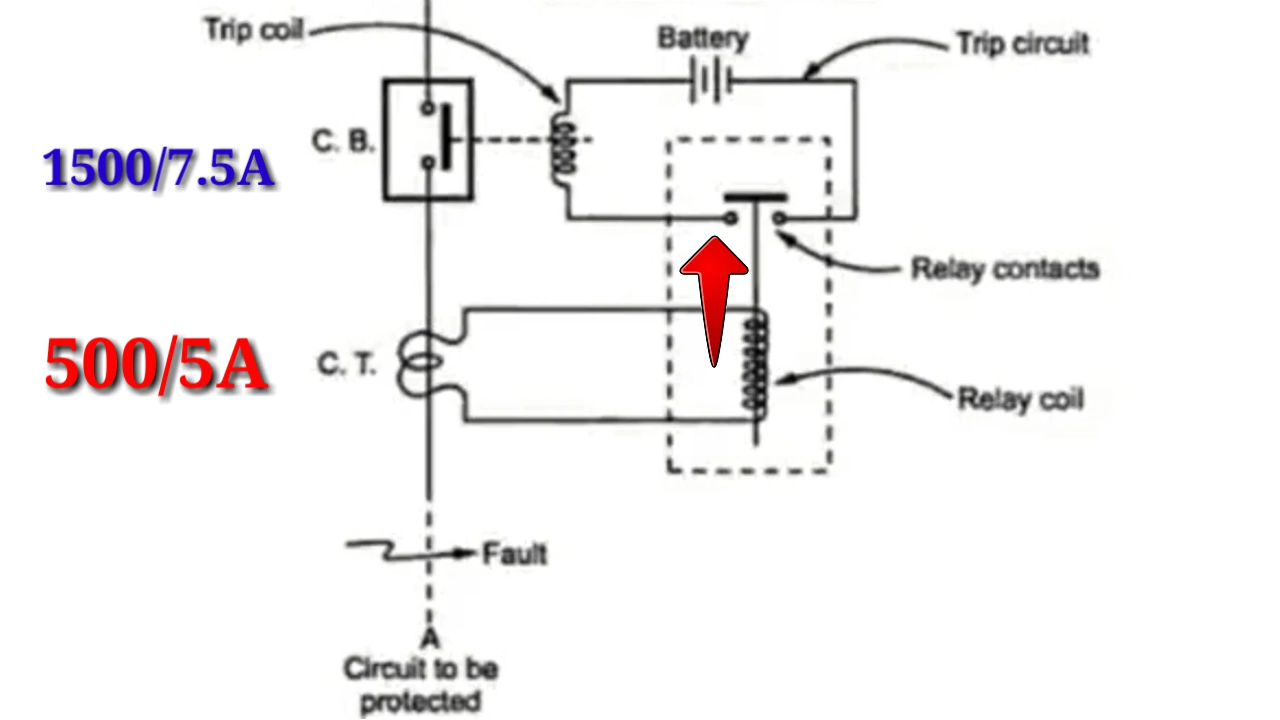 Trip coil
Battery
Trip circuit
C. B.
1500/7.5A
Relay contacts
500/5A
C. T.
Relay coil
Fault
A
Circuit to be
protected